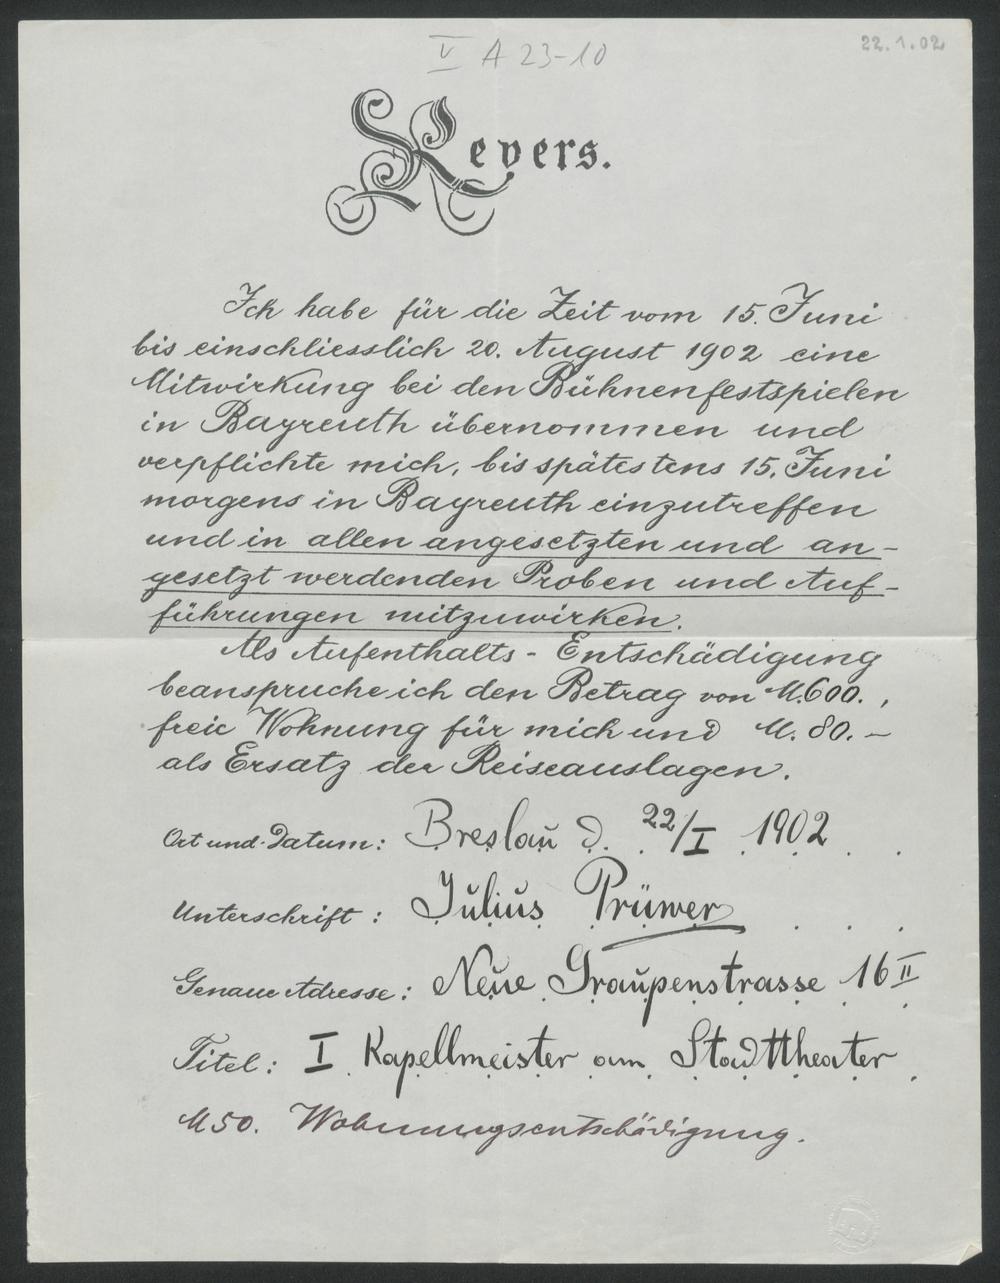 V A 23-10
22.1.02
Revers.
Ich habe für die Zeit vom 15. Juni
bis einschliesslich 20. August 1902 eine
Mitwirkung bei den Bühnenfestspielen
in Bayreuth übernommen und
verpflichte mich, bis spätestens 15. Juni
morgens in Bayreuth einzutreffen
und in allen angesetzten und an-
gesetzt werdenden Proben und Auf-
führungen mitzuwirken.
Als Aufenthalts-Entschädigung
beanspruche ich den Betrag von M. 600.,
freie Wohnung für mich und M. 80.-
als Ersatz der Reiseauslagen.
Ort und Datum: Breslau d. 22/I 1902
Unterschrift: Julius Prüwer
Genaue Adresse: Neue Graupenstrasse 16 II
Titel: I Kapellmeister am Stadttheater
M 50. Wohnungsentschädigung.